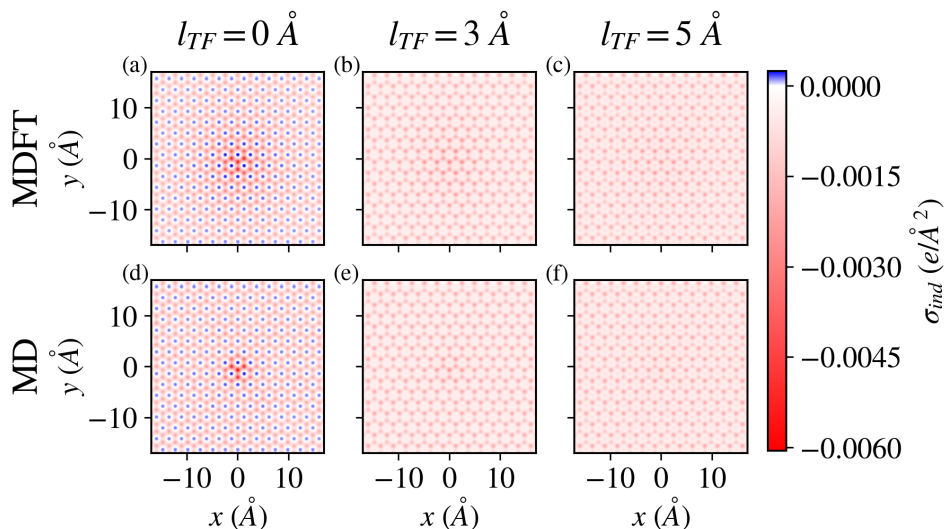 l_TF = 0 Å l_TF = 3 Å l_TF = 5 Å
(a) (b) (c)
MDFT
y (Å)
10
0
−10
(d) (e) (f)
MD
y (Å)
10
0
−10
−10 0 10 −10 0 10 −10 0 10
x (Å) x (Å) x (Å)
0.0000
−0.0015
−0.0030
−0.0045
−0.0060
σ_ind (e/Å²)